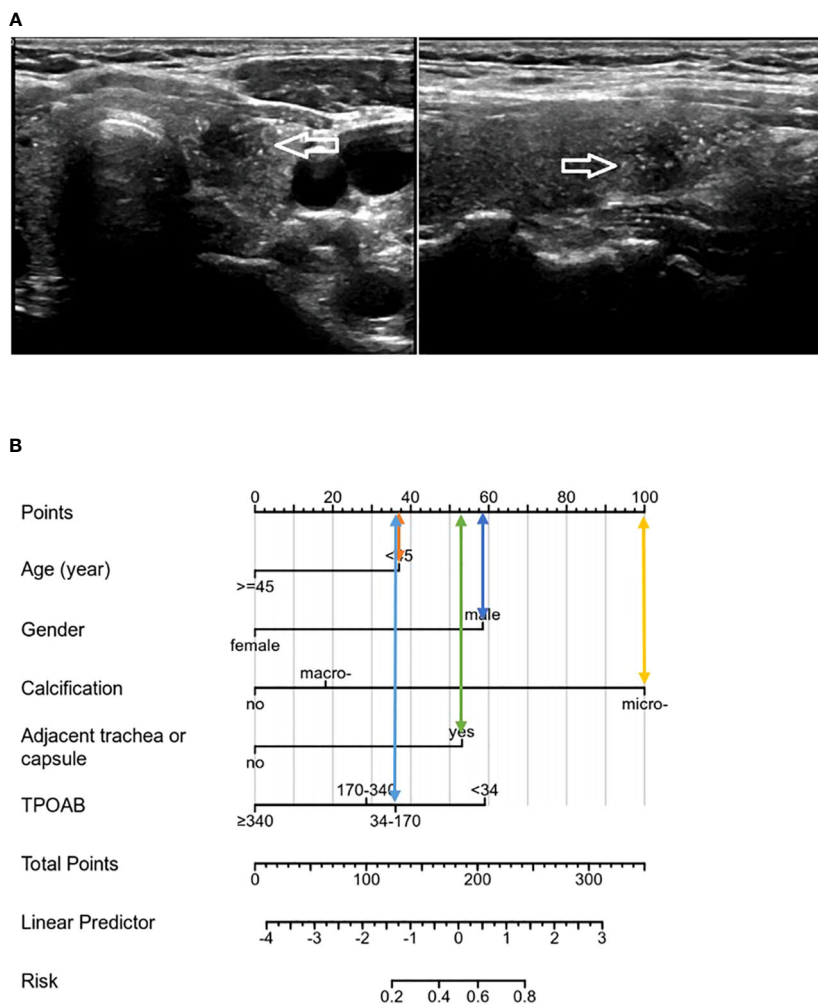 A
B
0 20 40 60 80 100
Points
<45
Age (year)
>=45
male
Gender
female
macro-
Calcification
no micro-
yes
Adjacent trachea or
capsule
no
170-340 <34
TPOAB
≥340 34-170
Total Points
0 100 200 300
Linear Predictor
-4 -3 -2 -1 0 1 2 3
Risk
0.2 0.4 0.6 0.8